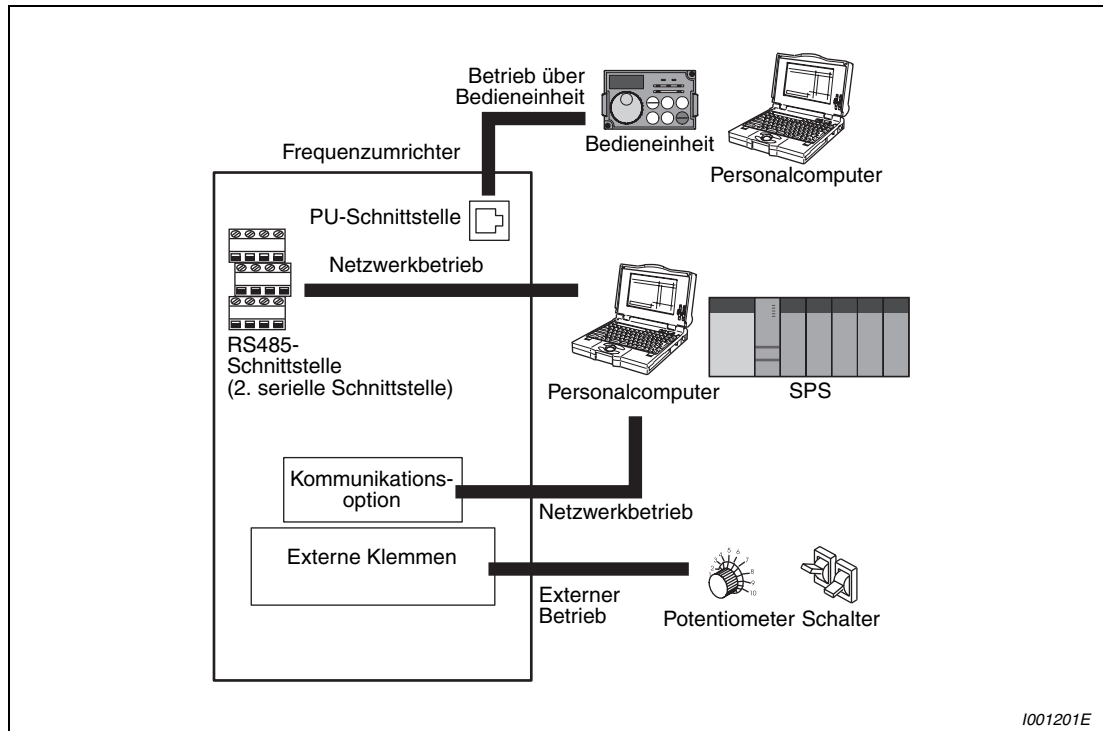 Betrieb über
Bedieneinheit
Bedieneinheit
Personalcomputer
Frequenzumrichter
PU-Schnittstelle
Netzwerkbetrieb
RS485-
Schnittstelle
(2. serielle Schnittstelle)
Personalcomputer
SPS
Kommunikations-
option
Netzwerkbetrieb
Externe Klemmen
Externer
Betrieb
Potentiometer Schalter
I001201E